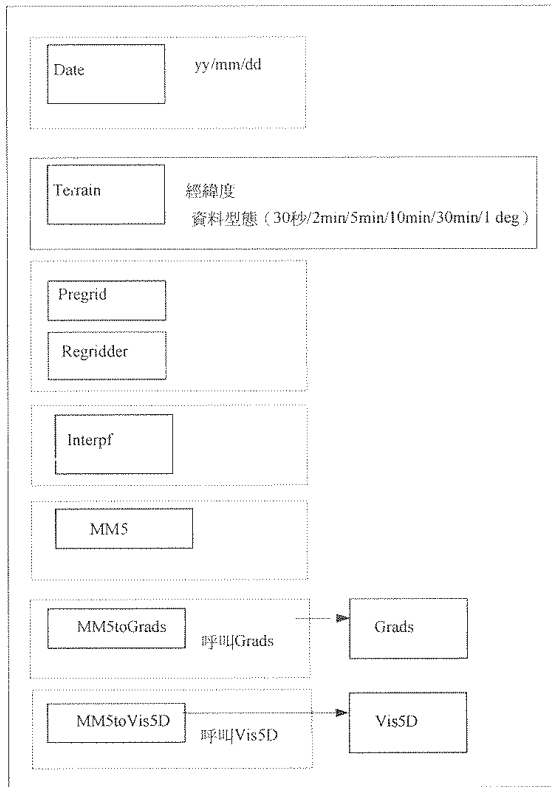 Date yy/mm/dd
Terrain 經緯度
資料型態（30秒/2min/5min/10min/30min/1 deg）
Pregrid
Regridder
Interpf
MM5
MM5toGrads 呼叫Grads Grads
MM5toVis5D 呼叫Vis5D Vis5D